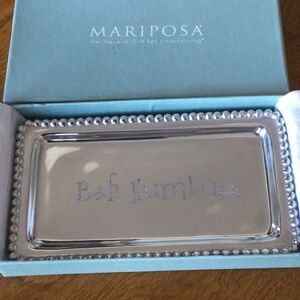 MARIPOSA®
We Have a Gift for Entertaining®
Bah Humbug